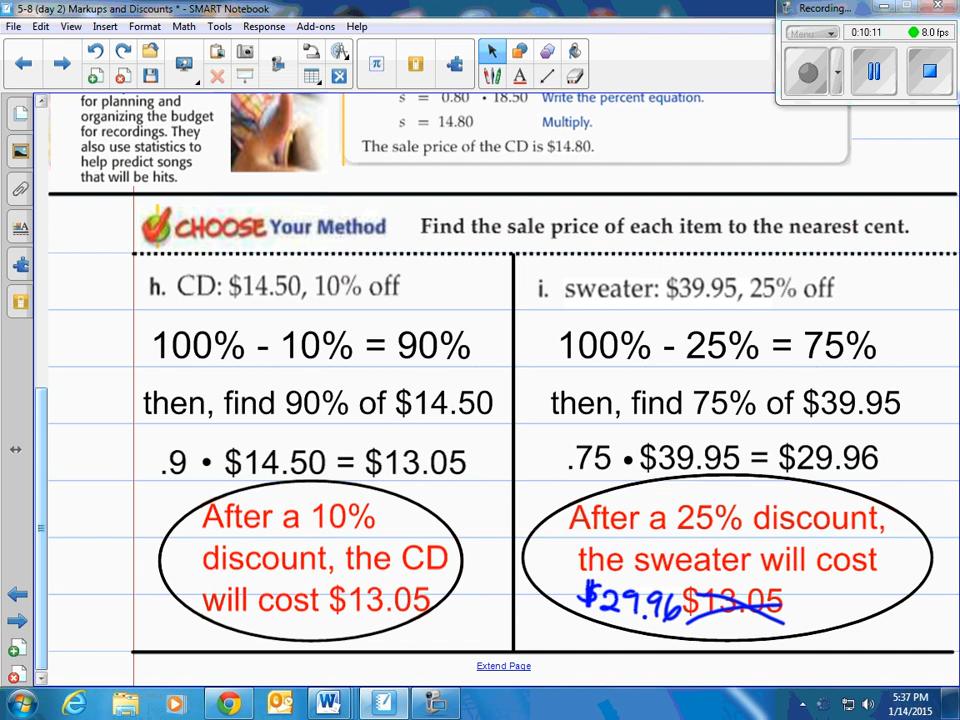 5-8 (day 2) Markups and Discounts * - SMART Notebook
Recording...
File Edit View Insert Format Math Tools Response Add-ons Help
Menu
0:10:11
8.0 fps
for planning and
organizing the budget
for recordings. They
also use statistics to
help predict songs
that will be hits.
s = 0.80 • 18.50 Write the percent equation.
s = 14.80 Multiply.
The sale price of the CD is $14.80.
CHOOSE Your Method Find the sale price of each item to the nearest cent.
h. CD: $14.50, 10% off
100% - 10% = 90%
then, find 90% of $14.50
.9 • $14.50 = $13.05
After a 10%
discount, the CD
will cost $13.05
i. sweater: $39.95, 25% off
100% - 25% = 75%
then, find 75% of $39.95
.75 • $39.95 = $29.96
After a 25% discount,
the sweater will cost
$29.96 $13.05
Extend Page
5:37 PM
1/14/2015